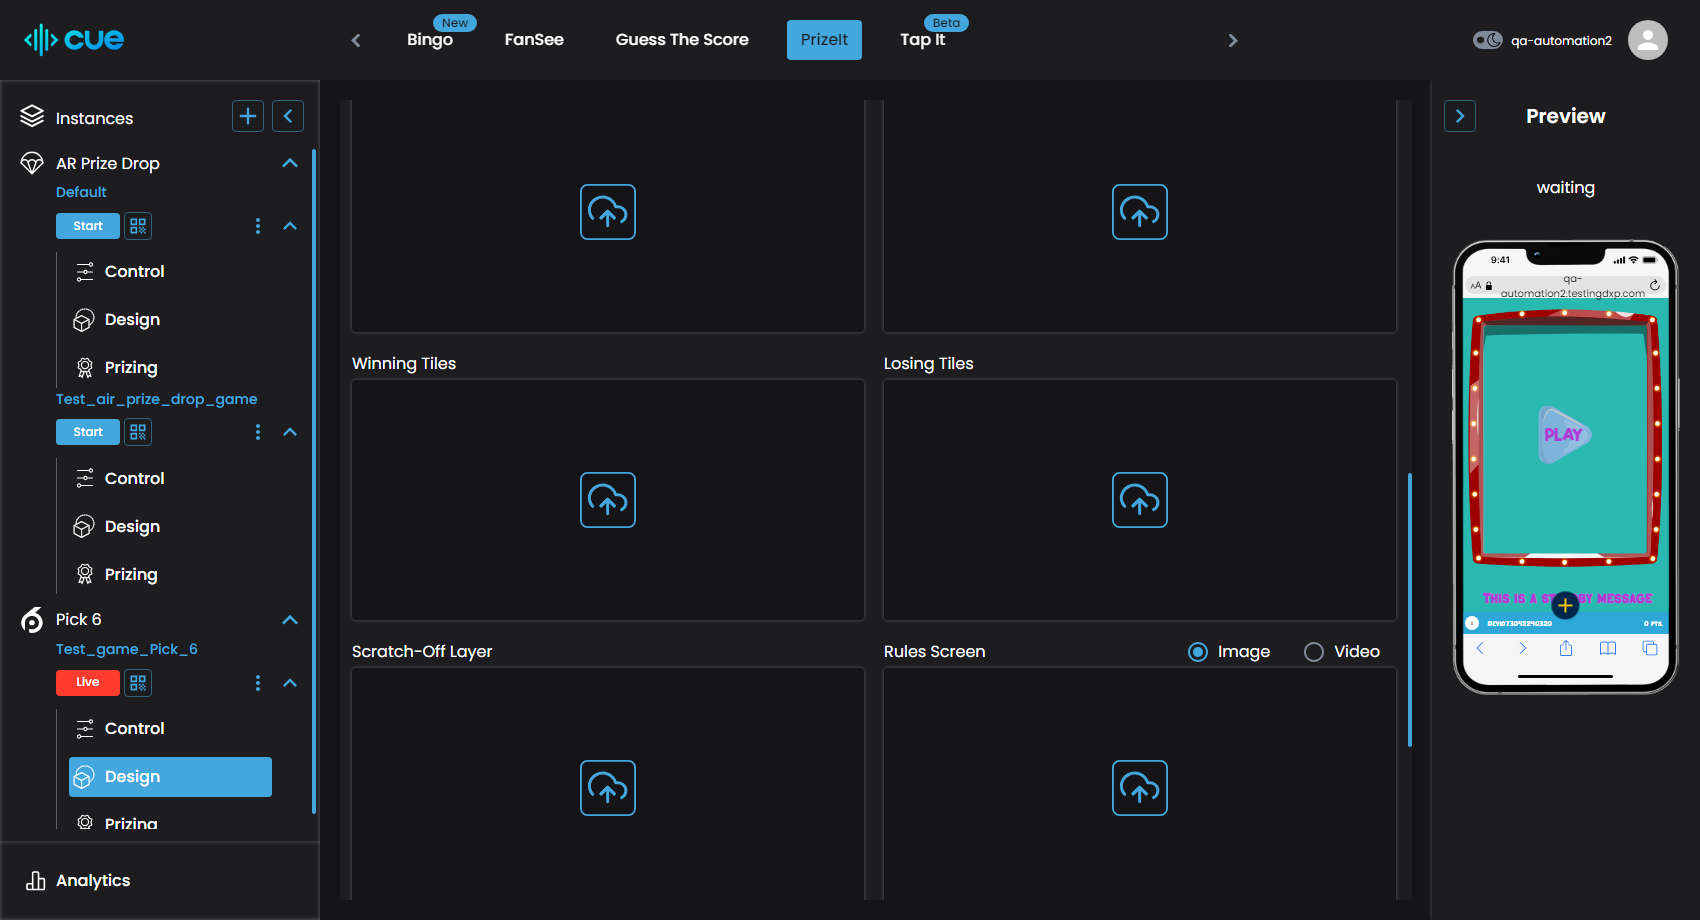 cue
New
Bingo
FanSee
Guess The Score
PrizeIt
Beta
Tap It
qa-automation2
Instances
AR Prize Drop
Default
Start
Control
Design
Prizing
Test_air_prize_drop_game
Start
Control
Design
Prizing
Pick 6
Test_game_Pick_6
Live
Control
Design
Prizing
Analytics
Winning Tiles
Losing Tiles
Scratch-Off Layer
Rules Screen
Image
Video
Preview
waiting
9:41
AA
qa-
automation2.testingdxp.com
PLAY
THIS IS A ST BY MESSAGE
DEVID73042240320
0 PTS.